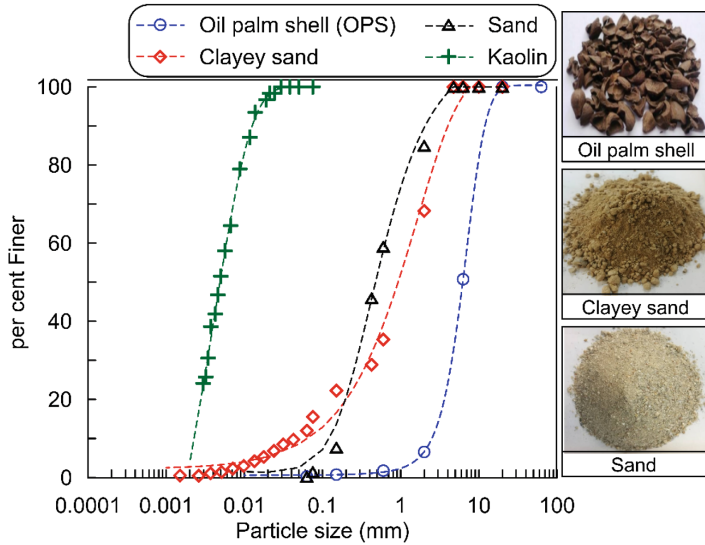 Oil palm shell (OPS)
Sand
Clayey sand
Kaolin
100
80
60
40
20
0
per cent Finer
0.0001 0.001 0.01 0.1 1 10 100
Particle size (mm)
Oil palm shell
Clayey sand
Sand